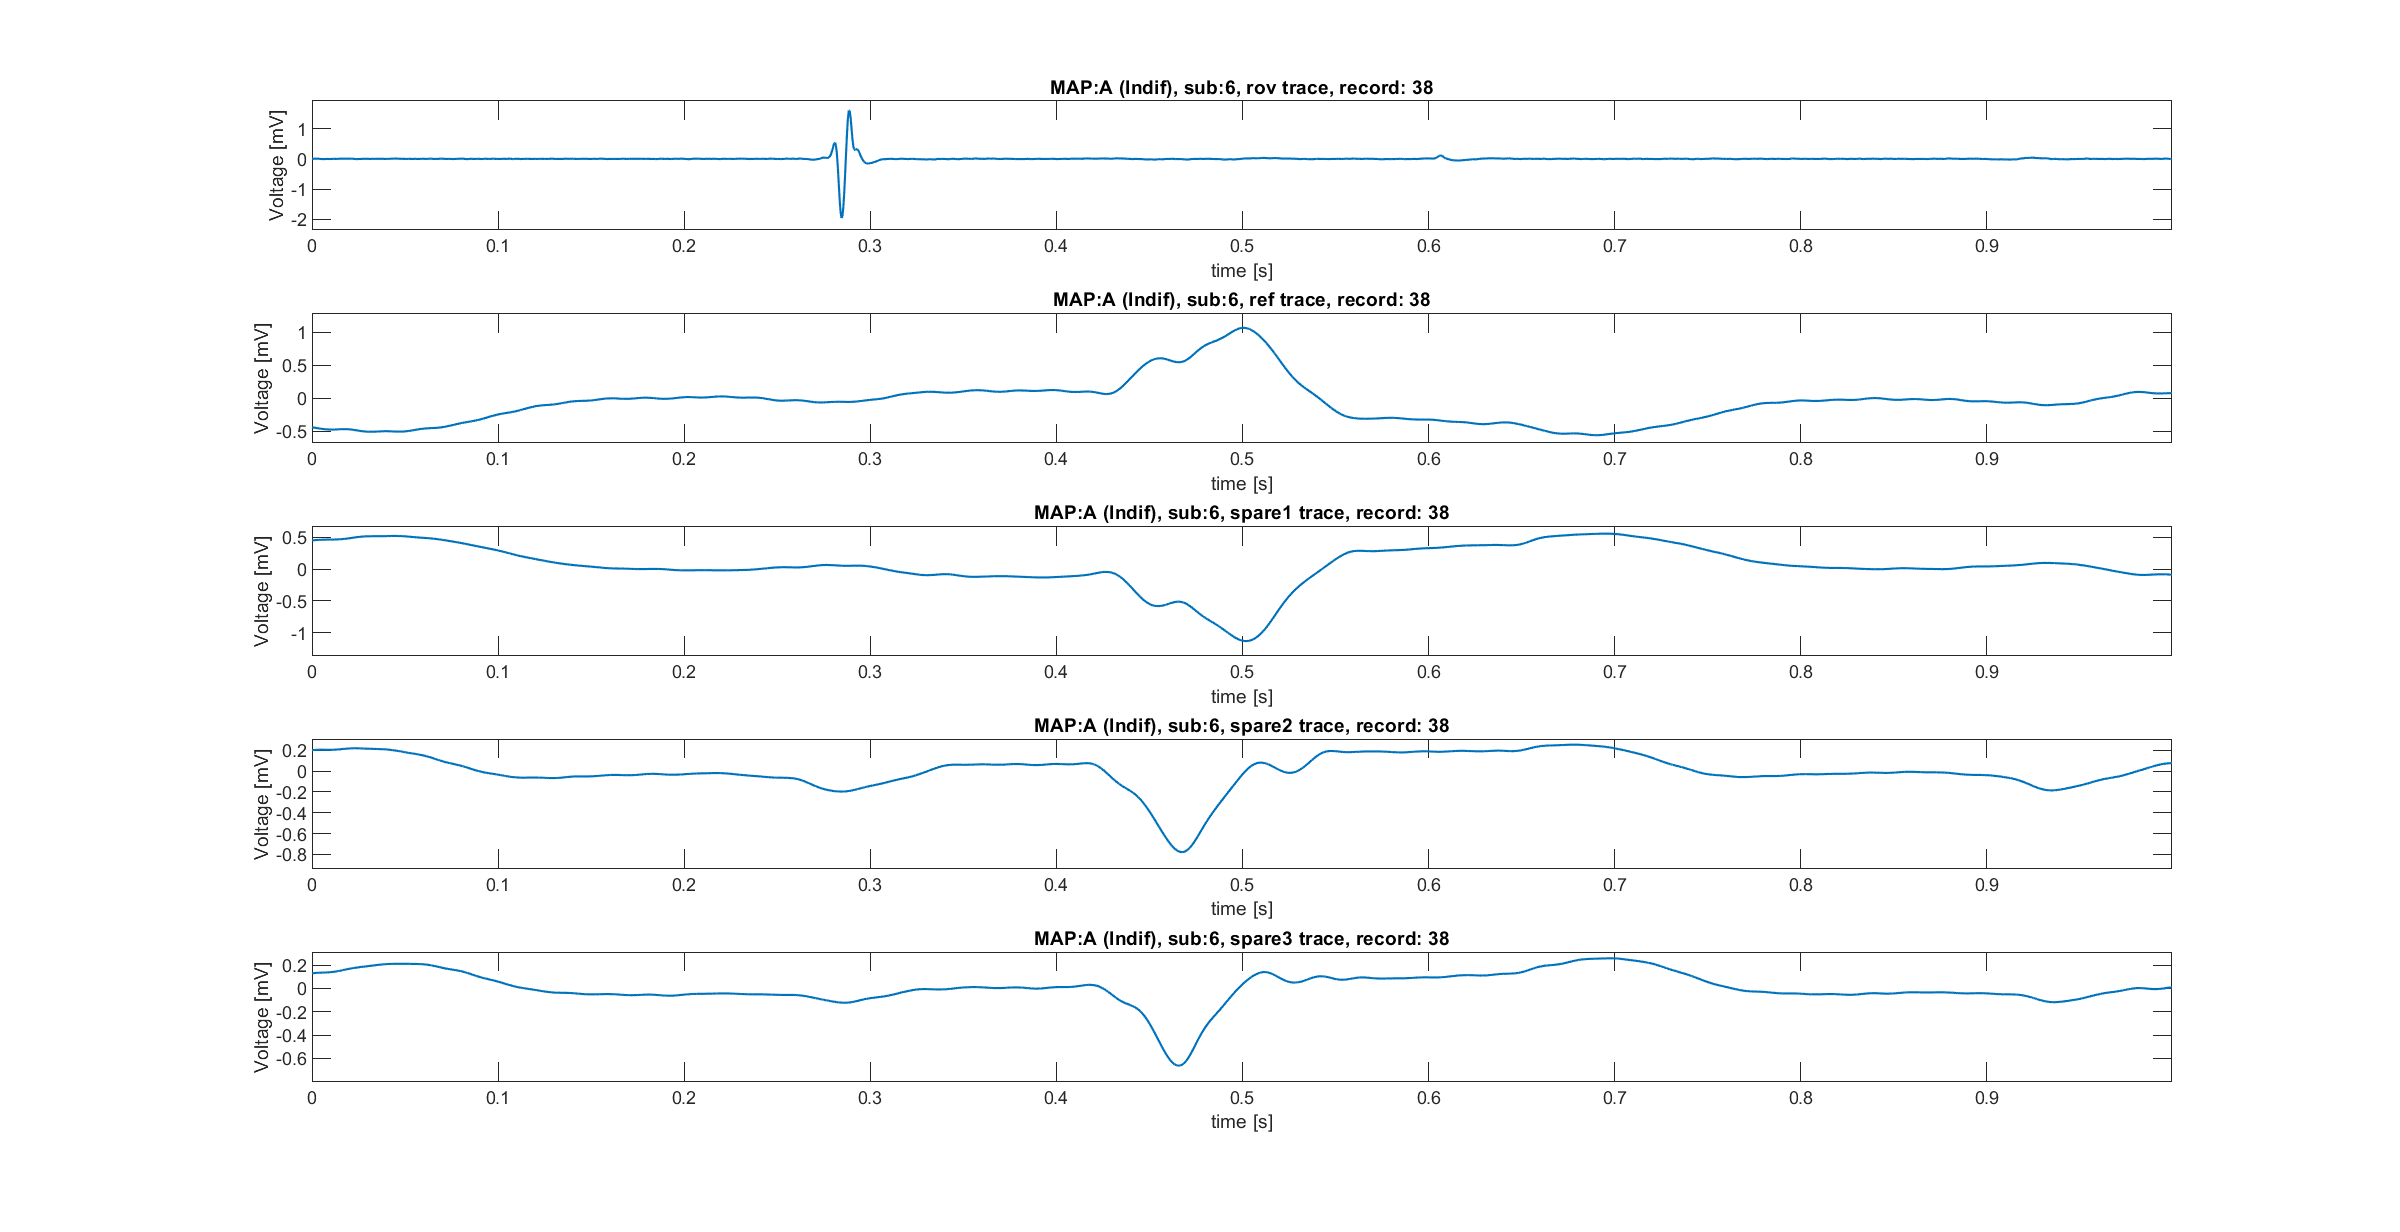 MAP:A (Indif), sub:6, rov trace, record: 38
Voltage [mV]
1
0
-1
-2
0 0.1 0.2 0.3 0.4 0.5 0.6 0.7 0.8 0.9
time [s]
MAP:A (Indif), sub:6, ref trace, record: 38
Voltage [mV]
1
0.5
0
-0.5
0 0.1 0.2 0.3 0.4 0.5 0.6 0.7 0.8 0.9
time [s]
MAP:A (Indif), sub:6, spare1 trace, record: 38
Voltage [mV]
0.5
0
-0.5
-1
0 0.1 0.2 0.3 0.4 0.5 0.6 0.7 0.8 0.9
time [s]
MAP:A (Indif), sub:6, spare2 trace, record: 38
Voltage [mV]
0.2
0
-0.2
-0.4
-0.6
-0.8
0 0.1 0.2 0.3 0.4 0.5 0.6 0.7 0.8 0.9
time [s]
MAP:A (Indif), sub:6, spare3 trace, record: 38
Voltage [mV]
0.2
0
-0.2
-0.4
-0.6
0 0.1 0.2 0.3 0.4 0.5 0.6 0.7 0.8 0.9
time [s]